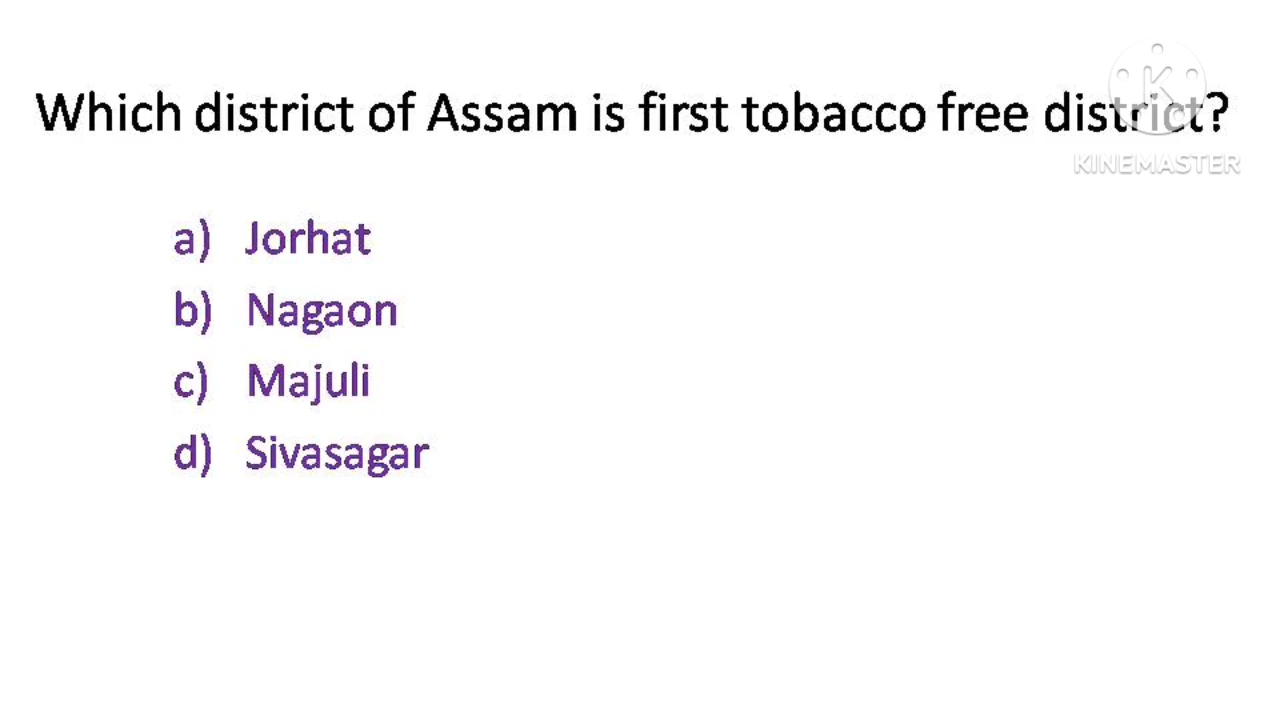 Which district of Assam is first tobacco free district?
KINEMASTER
a) Jorhat
b) Nagaon
c) Majuli
d) Sivasagar